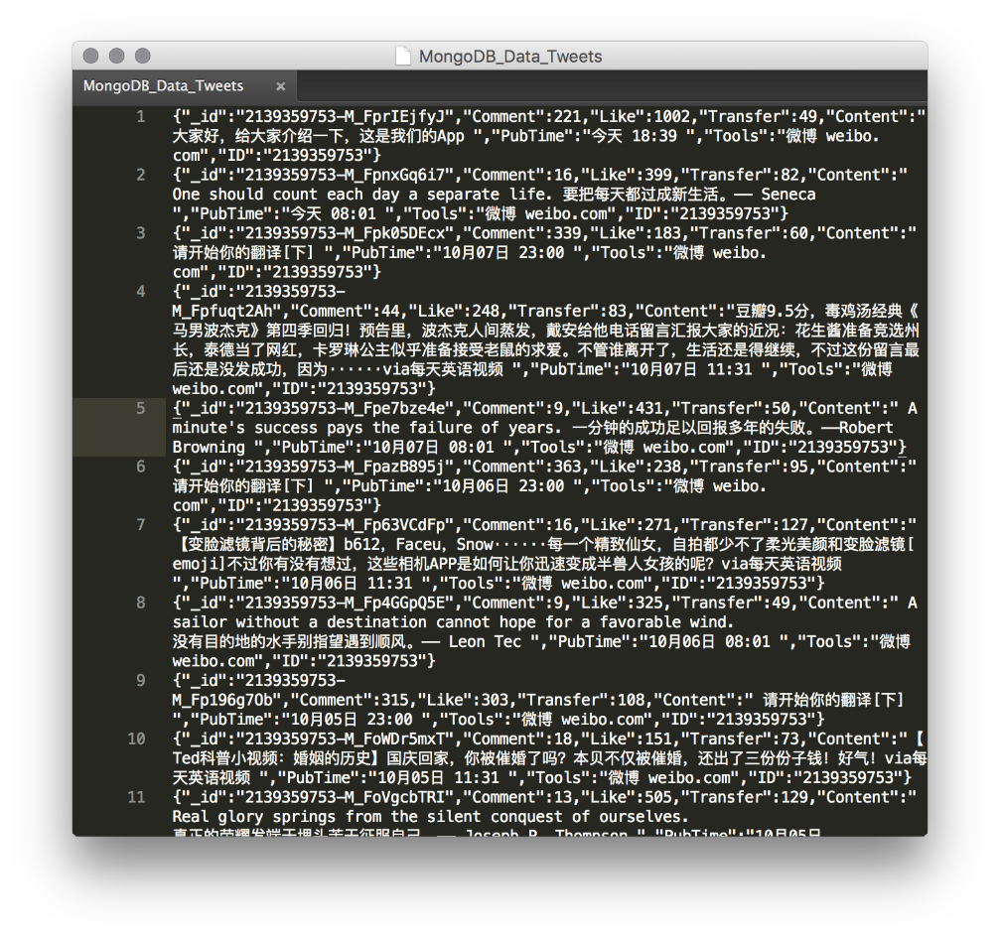 MongoDB_Data_Tweets
MongoDB_Data_Tweets ×
1 {"_id":"2139359753—M_FprIEjfyJ","Comment":221,"Like":1002,"Transfer":49,"Content":"
大家好，给大家介绍一下，这是我们的App ","PubTime":"今天 18:39 ","Tools":"微博 weibo.
com","ID":"2139359753"}
2 {"_id":"2139359753—M_FpnxGq6i7","Comment":16,"Like":399,"Transfer":82,"Content":"
One should count each day a separate life. 要把每天都过成新生活。—— Seneca
","PubTime":"今天 08:01 ","Tools":"微博 weibo.com","ID":"2139359753"}
3 {"_id":"2139359753—M_Fpk05DEcx","Comment":339,"Like":183,"Transfer":60,"Content":"
请开始你的翻译[下] ","PubTime":"10月07日 23:00 ","Tools":"微博 weibo.
com","ID":"2139359753"}
4 {"_id":"2139359753—
M_Fpfuqt2Ah","Comment":44,"Like":248,"Transfer":83,"Content":"豆瓣9.5分，毒鸡汤经典《
马男波杰克》第四季回归！预告里，波杰克人间蒸发，戴安给他电话留言汇报大家的近况：花生酱准备竞选州
长，泰德当了网红，卡罗琳公主似乎准备接受老鼠的求爱。不管谁离开了，生活还是得继续，不过这份留言最
后还是没发成功，因为······via每天英语视频 ","PubTime":"10月07日 11:31 ","Tools":"微博
weibo.com","ID":"2139359753"}
5 {"_id":"2139359753—M_Fpe7bze4e","Comment":9,"Like":431,"Transfer":50,"Content":" A
minute's success pays the failure of years. 一分钟的成功足以回报多年的失败。——Robert
Browning ","PubTime":"10月07日 08:01 ","Tools":"微博 weibo.com","ID":"2139359753"}
6 {"_id":"2139359753—M_FpazB895j","Comment":363,"Like":238,"Transfer":95,"Content":"
请开始你的翻译[下] ","PubTime":"10月06日 23:00 ","Tools":"微博 weibo.
com","ID":"2139359753"}
7 {"_id":"2139359753—M_Fp63VCdFp","Comment":16,"Like":271,"Transfer":127,"Content":"
【变脸滤镜背后的秘密】b612，Faceu，Snow······每一个精致仙女，自拍都少不了柔光美颜和变脸滤镜[
emoji]不过你有没有想过，这些相机APP是如何让你迅速变成半兽人女孩的呢？via每天英语视频
","PubTime":"10月06日 11:31 ","Tools":"微博 weibo.com","ID":"2139359753"}
8 {"_id":"2139359753—M_Fp4GGpQ5E","Comment":9,"Like":325,"Transfer":49,"Content":" A
sailor without a destination cannot hope for a favorable wind.
没有目的地的水手别指望遇到顺风。—— Leon Tec ","PubTime":"10月06日 08:01 ","Tools":"微博
weibo.com","ID":"2139359753"}
9 {"_id":"2139359753—
M_Fp196g7Ob","Comment":315,"Like":303,"Transfer":108,"Content":" 请开始你的翻译[下]
","PubTime":"10月05日 23:00 ","Tools":"微博 weibo.com","ID":"2139359753"}
10 {"_id":"2139359753—M_FoWDr5mxT","Comment":18,"Like":151,"Transfer":73,"Content":"【
Ted科普小视频：婚姻的历史】国庆回家，你被催婚了吗？本贝不仅被催婚，还出了三份份子钱！好气！via每
天英语视频 ","PubTime":"10月05日 11:31 ","Tools":"微博 weibo.com","ID":"2139359753"}
11 {"_id":"2139359753—M_FoVgcbTRI","Comment":13,"Like":505,"Transfer":129,"Content":"
Real glory springs from the silent conquest of ourselves.
真正的荣耀发端于埋头苦干征服自己。—— Joseph P. Thompson ","PubTime":"10月05日